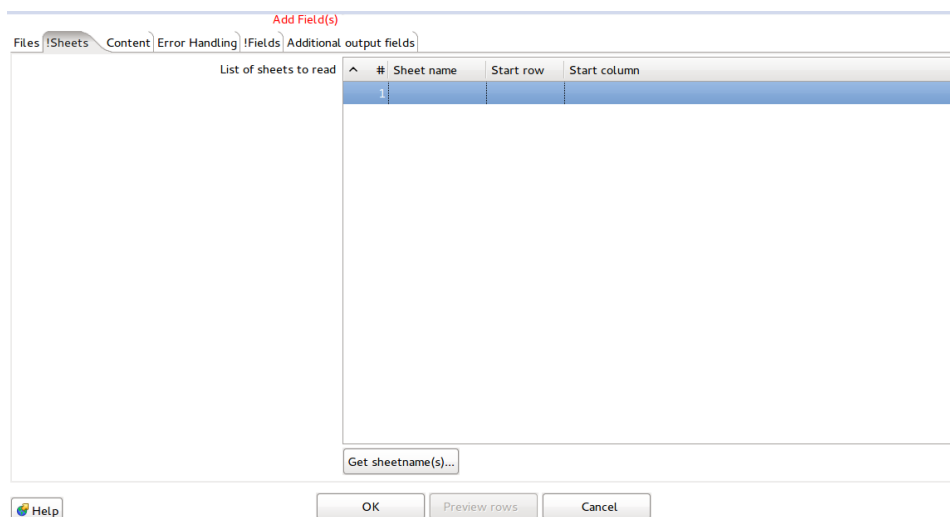 Add Field(s)
Files !Sheets Content Error Handling !Fields Additional output fields
List of sheets to read # Sheet name Start row Start column
1
Get sheetname(s)...
Help OK Preview rows Cancel